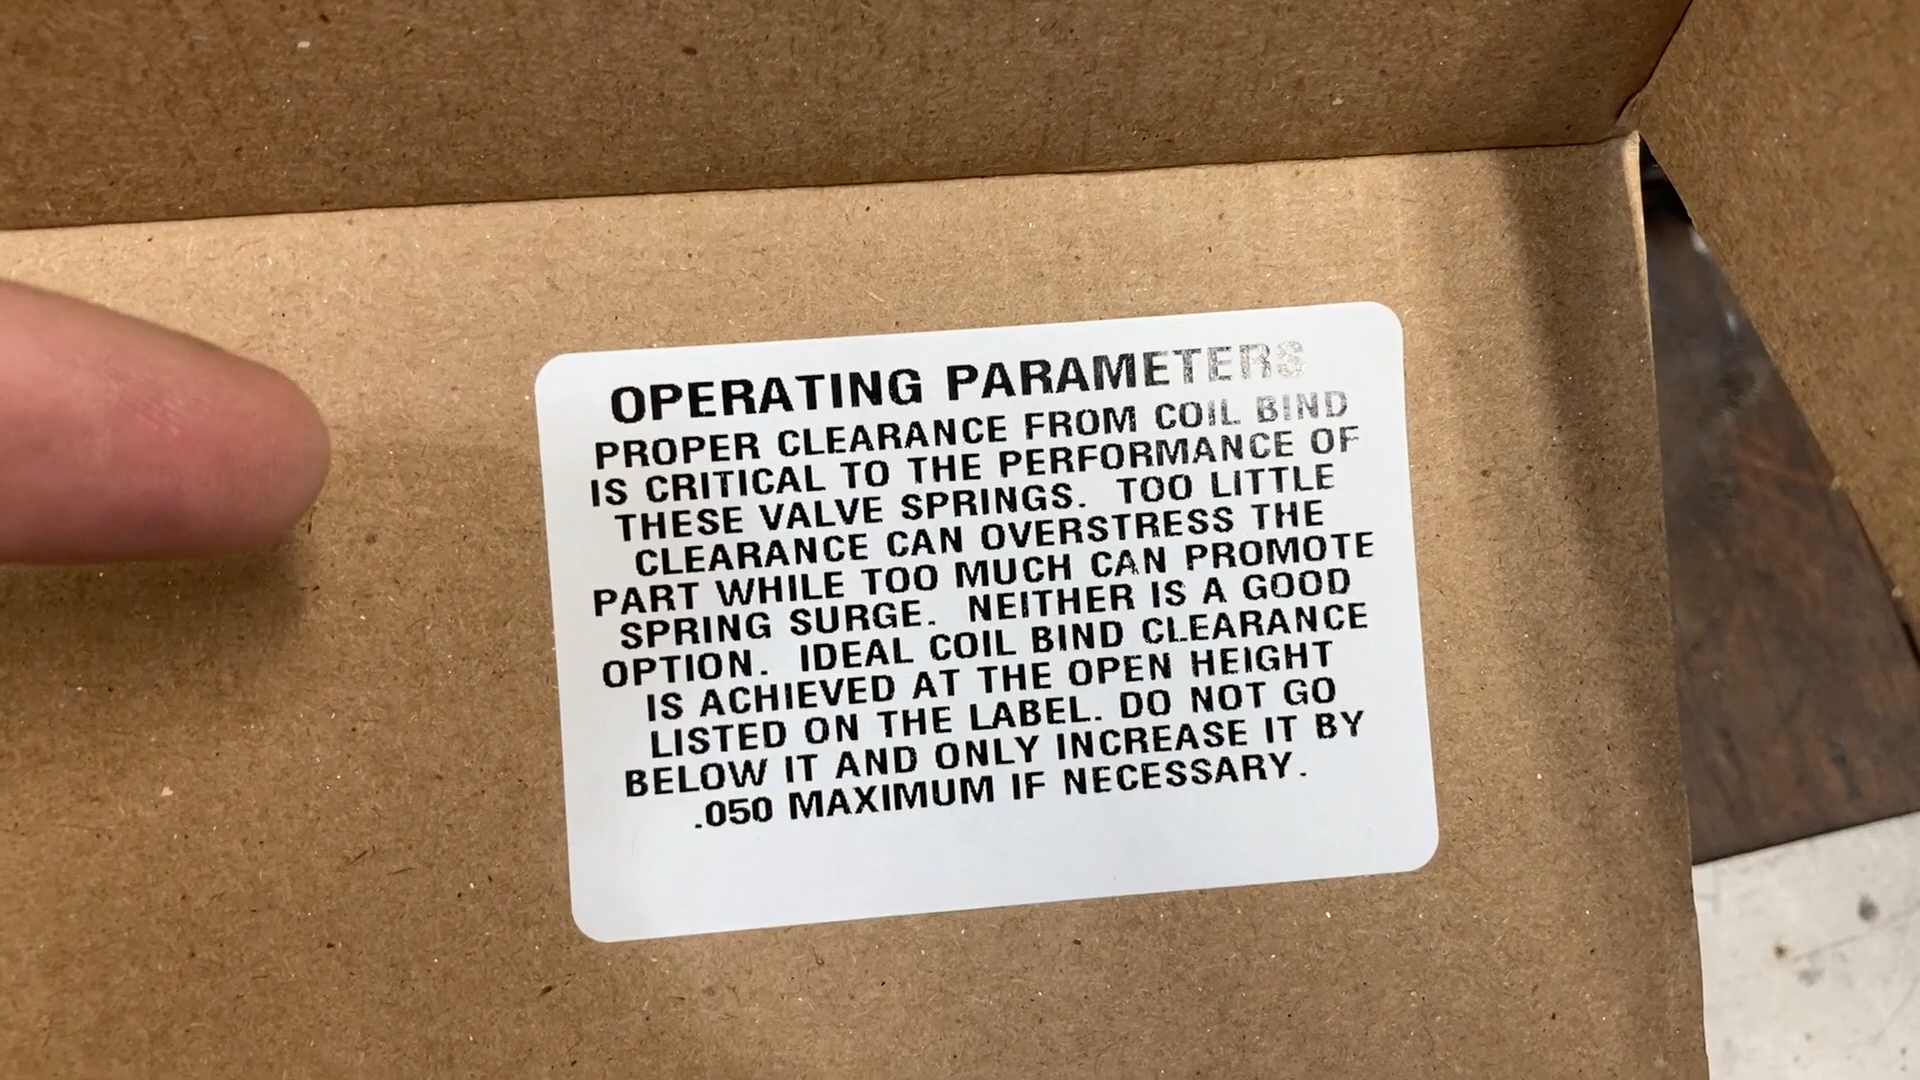 OPERATING PARAMETERS
PROPER CLEARANCE FROM COIL BIND
IS CRITICAL TO THE PERFORMANCE OF
THESE VALVE SPRINGS. TOO LITTLE
CLEARANCE CAN OVERSTRESS THE
PART WHILE TOO MUCH CAN PROMOTE
SPRING SURGE. NEITHER IS A GOOD
OPTION. IDEAL COIL BIND CLEARANCE
IS ACHIEVED AT THE OPEN HEIGHT
LISTED ON THE LABEL. DO NOT GO
BELOW IT AND ONLY INCREASE IT BY
.050 MAXIMUM IF NECESSARY.